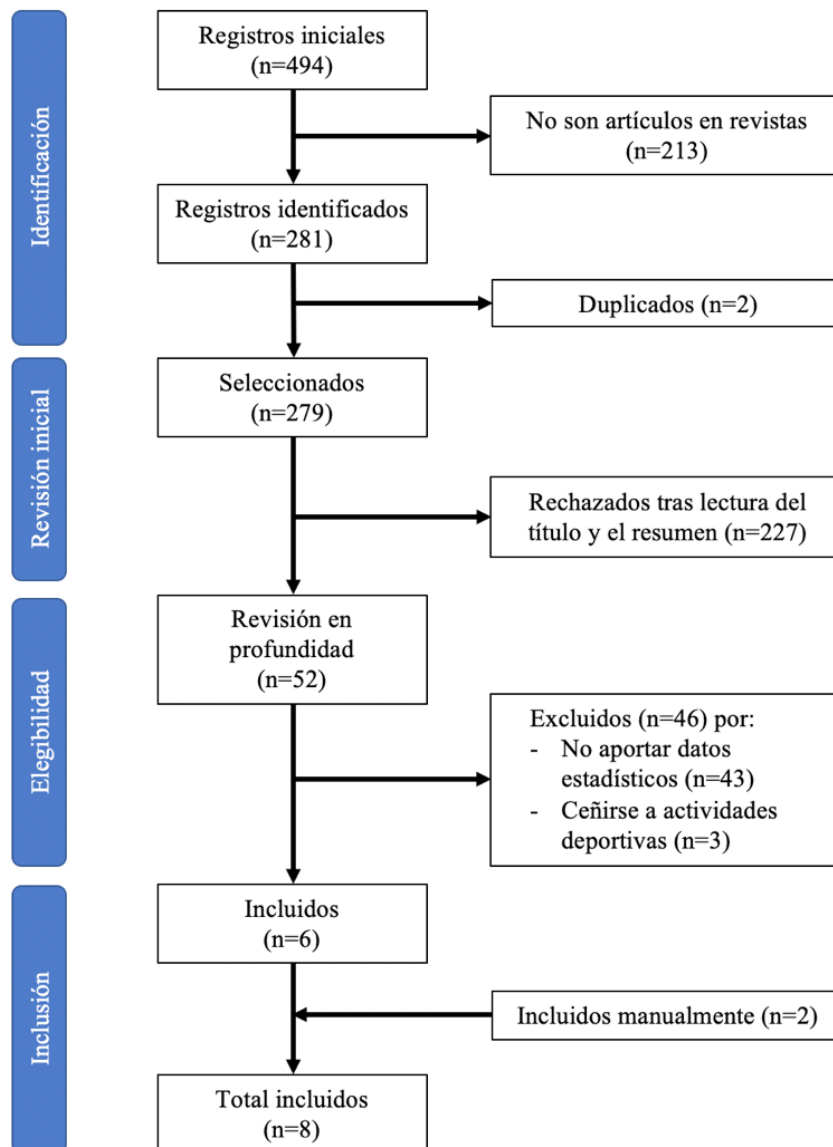 Identificación
Registros iniciales
(n=494)
No son artículos en revistas
(n=213)
Registros identificados
(n=281)
Duplicados (n=2)
Revisión inicial
Seleccionados
(n=279)
Rechazados tras lectura del
título y el resumen (n=227)
Elegibilidad
Revisión en
profundidad
(n=52)
Excluidos (n=46) por:
- No aportar datos
estadísticos (n=43)
- Ceñirse a actividades
deportivas (n=3)
Inclusión
Incluidos
(n=6)
Incluidos manualmente (n=2)
Total incluidos
(n=8)